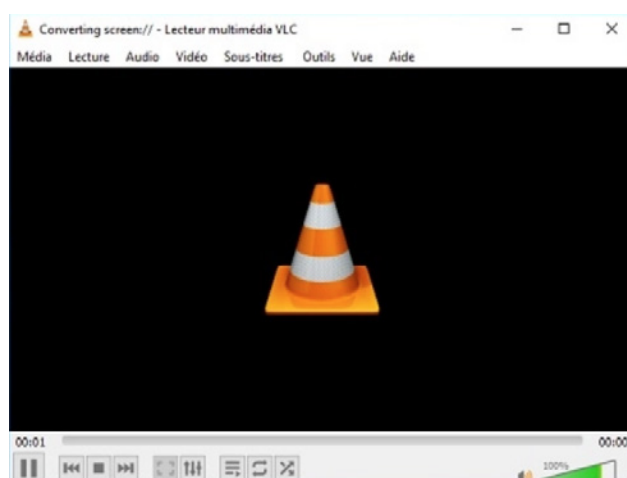 Converting screen:// - Lecteur multimédia VLC
Média Lecture Audio Vidéo Sous-titres Outils Vue Aide
00:01 00:00
100%